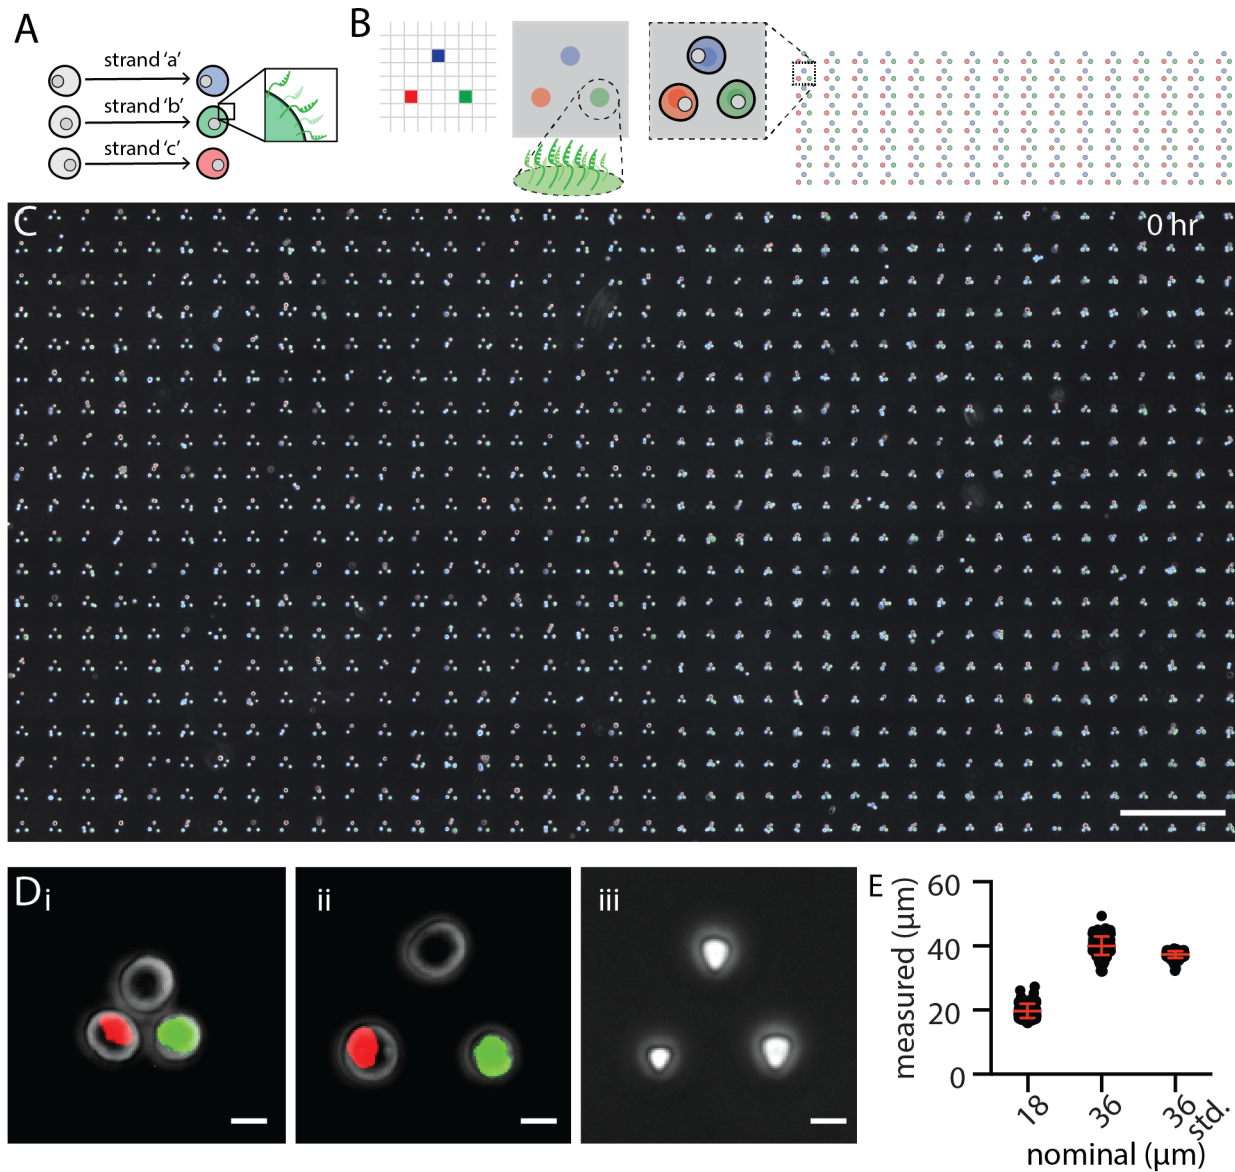 A
strand ‘a’
strand ‘b’
strand ‘c’
B
C
0 hr
D i
ii
iii
E
measured (µm)
60
40
20
0
18
36
36 std.
nominal (µm)